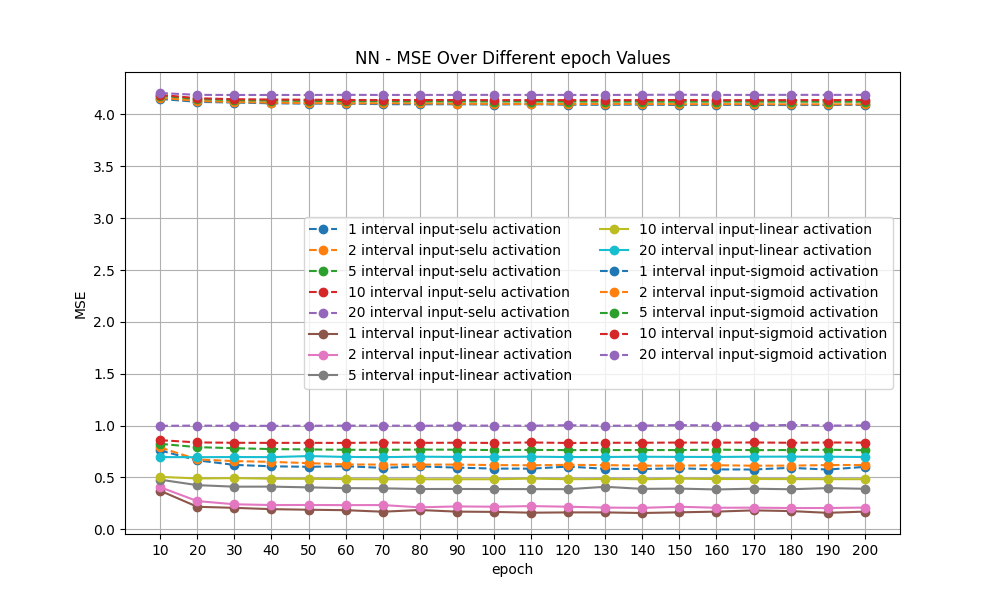 NN - MSE Over Different epoch Values
MSE
4.0
3.5
3.0
2.5
2.0
1.5
1.0
0.5
0.0
1 interval input-selu activation
2 interval input-selu activation
5 interval input-selu activation
10 interval input-selu activation
20 interval input-selu activation
1 interval input-linear activation
2 interval input-linear activation
5 interval input-linear activation
10 interval input-linear activation
20 interval input-linear activation
1 interval input-sigmoid activation
2 interval input-sigmoid activation
5 interval input-sigmoid activation
10 interval input-sigmoid activation
20 interval input-sigmoid activation
10 20 30 40 50 60 70 80 90 100 110 120 130 140 150 160 170 180 190 200
epoch